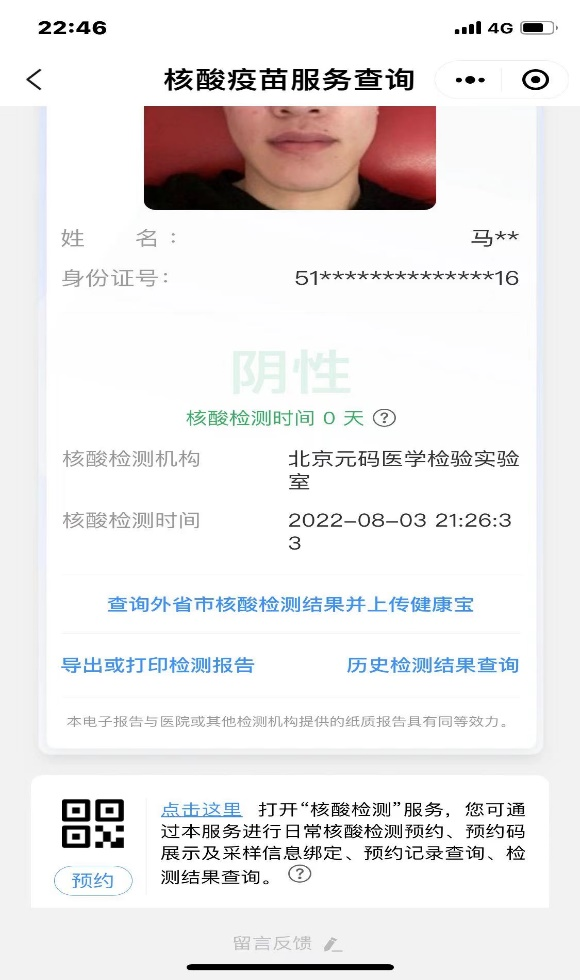 22:46
4G
核酸疫苗服务查询
姓 名：
马**
身份证号：
51**************16
阴性
核酸检测时间 0 天 ?
核酸检测机构
北京元码医学检验实验
室
核酸检测时间
2022-08-03 21:26:3
3
查询外省市核酸检测结果并上传健康宝
导出或打印检测报告
历史检测结果查询
本电子报告与医院或其他检测机构提供的纸质报告具有同等效力。
点击这里 打开“核酸检测”服务，您可通
过本服务进行日常核酸检测预约、预约码
展示及采样信息绑定、预约记录查询、检
测结果查询。 ?
预约
留言反馈